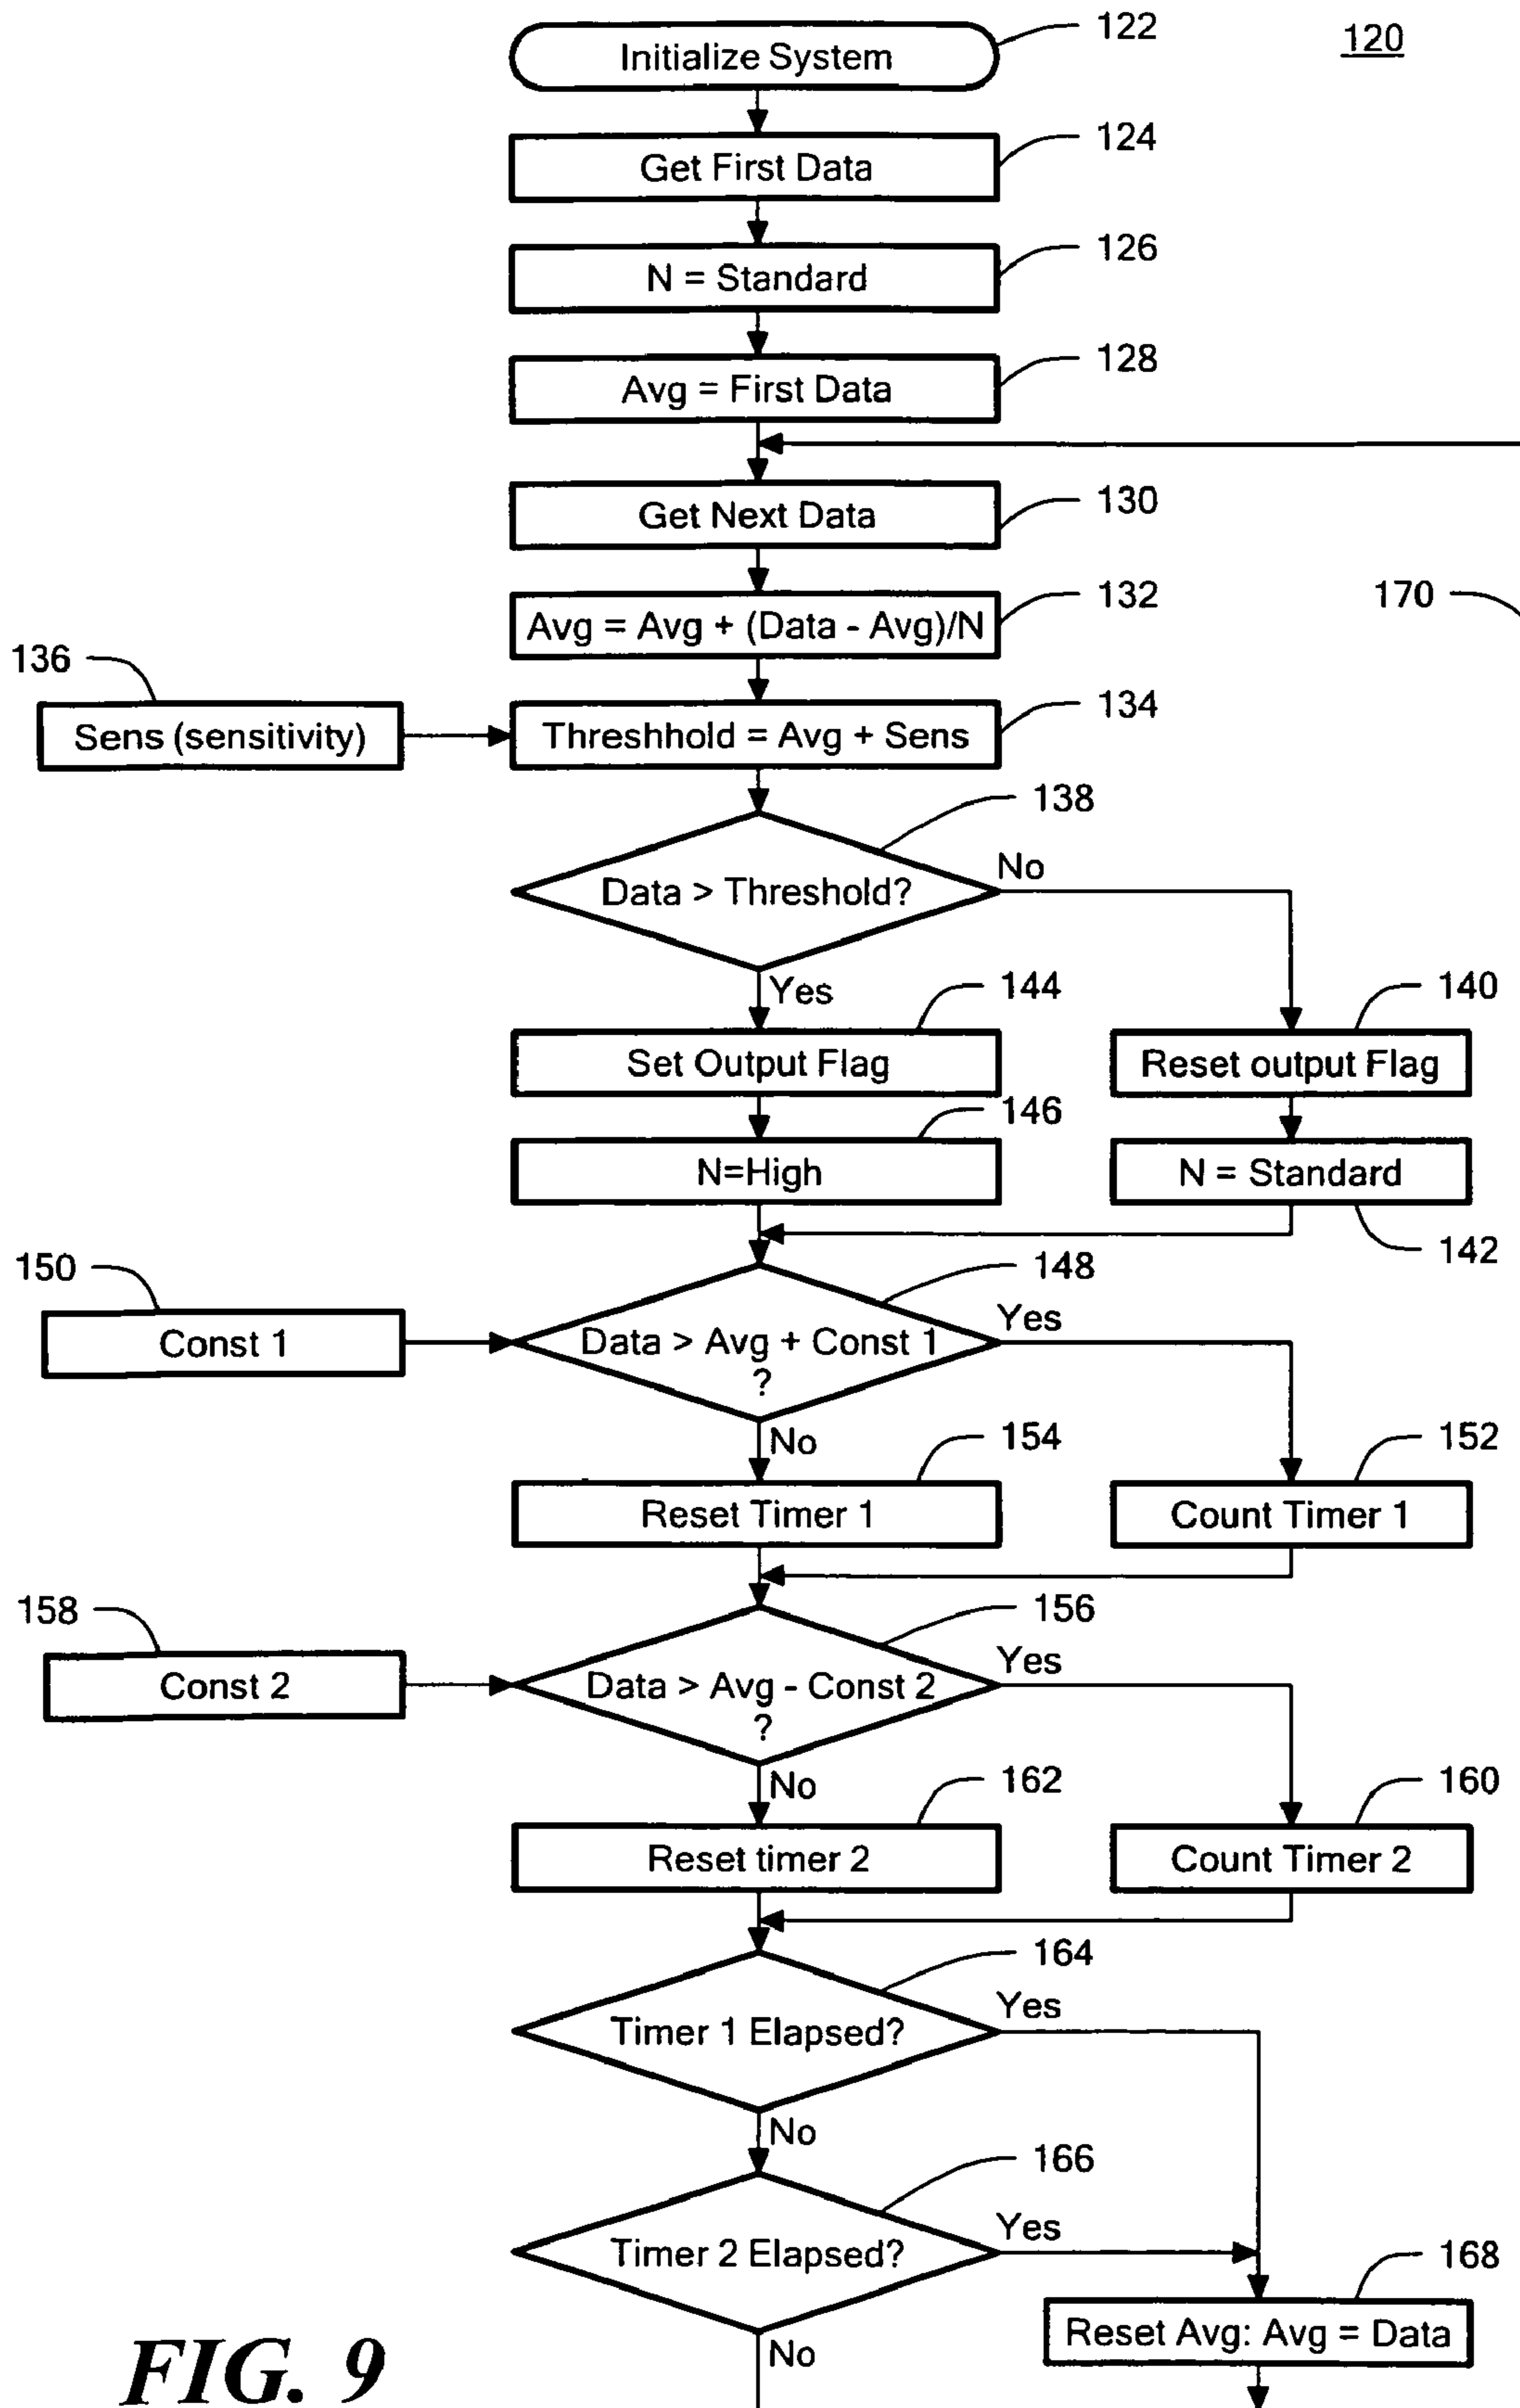 122
120
Initialize System
124
Get First Data
126
N = Standard
128
Avg = First Data
130
Get Next Data
132
170
Avg = Avg + (Data - Avg)/N
136
134
Sens (sensitivity)
Threshhold = Avg + Sens
138
No
Data > Threshold?
Yes
144
140
Set Output Flag
Reset output Flag
146
N=High
N = Standard
142
150
148
Yes
Const 1
Data > Avg + Const 1
?
No
154
152
Reset Timer 1
Count Timer 1
158
156
Yes
Const 2
Data > Avg - Const 2
?
No
162
160
Reset timer 2
Count Timer 2
164
Yes
Timer 1 Elapsed?
No
166
Yes
Timer 2 Elapsed?
168
Reset Avg: Avg = Data
No
FIG. 9